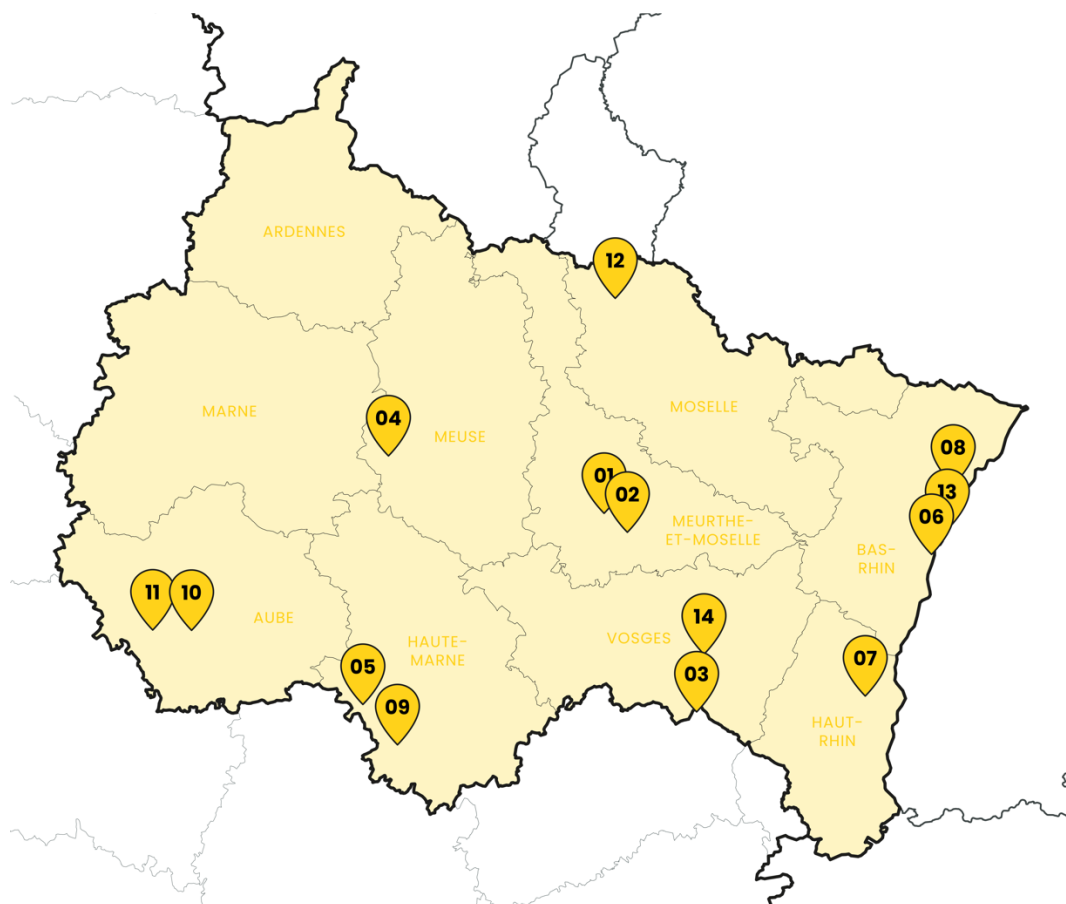 ARDENNES
12
MARNE
04
MEUSE
MOSELLE
08
01
02
13
06
MEURTHE-
ET-MOSELLE
BAS-
RHIN
11
10
AUBE
HAUTE-
MARNE
05
09
VOSGES
14
03
07
HAUT-
RHIN